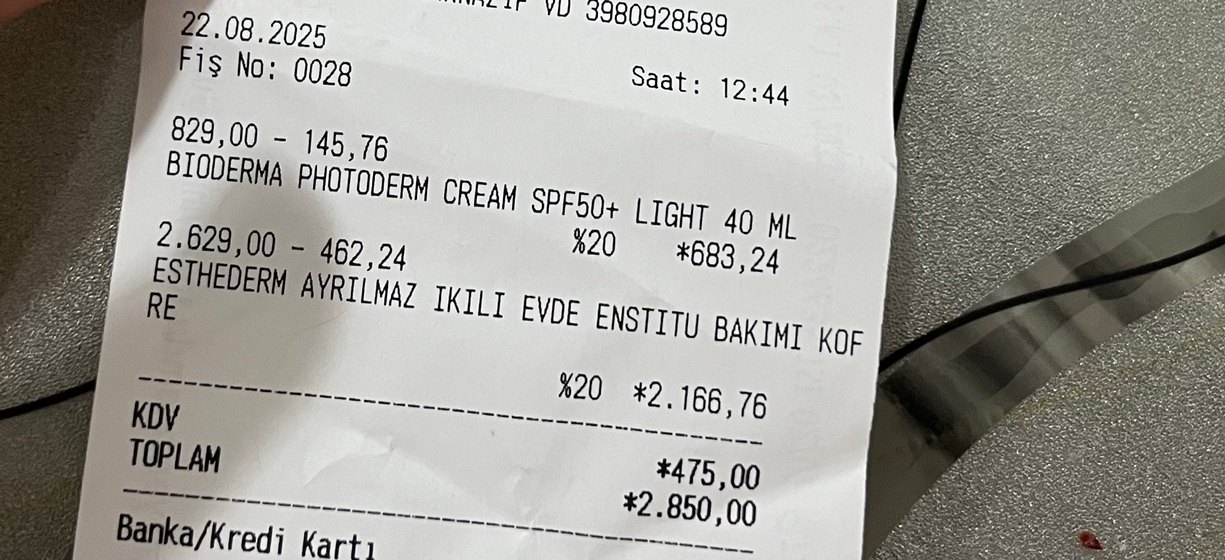 VD 3980928589
22.08.2025
Fiş No: 0028 Saat: 12:44
829,00 - 145,76
BIODERMA PHOTODERM CREAM SPF50+ LIGHT 40 ML
%20 *683,24
2.629,00 - 462,24
ESTHEDERM AYRILMAZ IKILI EVDE ENSTITU BAKIMI KOF
RE
%20 *2.166,76
KDV *475,00
TOPLAM *2.850,00
Banka/Kredi Kartı